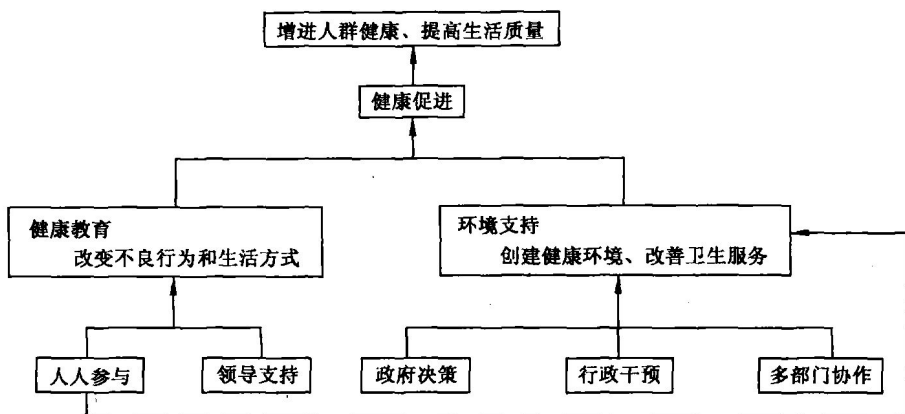 增进人群健康、提高生活质量
健康促进
健康教育
改变不良行为和生活方式
环境支持
创建健康环境、改善卫生服务
人人参与
领导支持
政府决策
行政干预
多部门协作